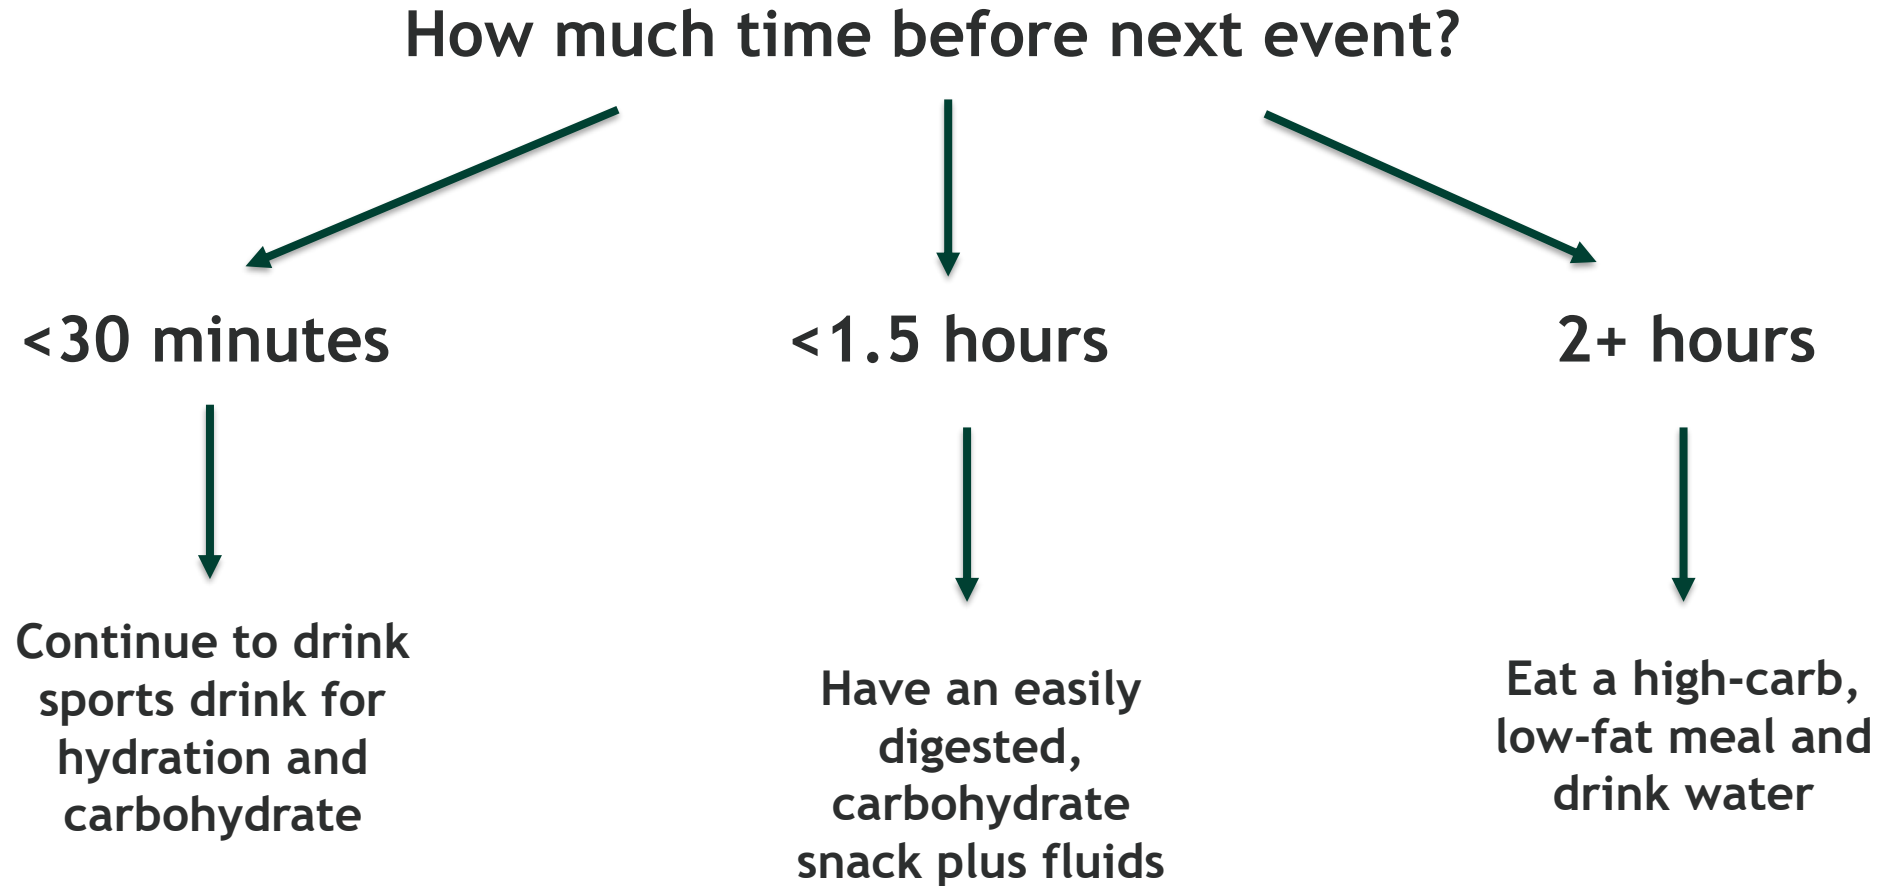 How much time before next event?
<30 minutes
<1.5 hours
2+ hours
Continue to drink
sports drink for
hydration and
carbohydrate
Have an easily
digested,
carbohydrate
snack plus fluids
Eat a high-carb,
low-fat meal and
drink water